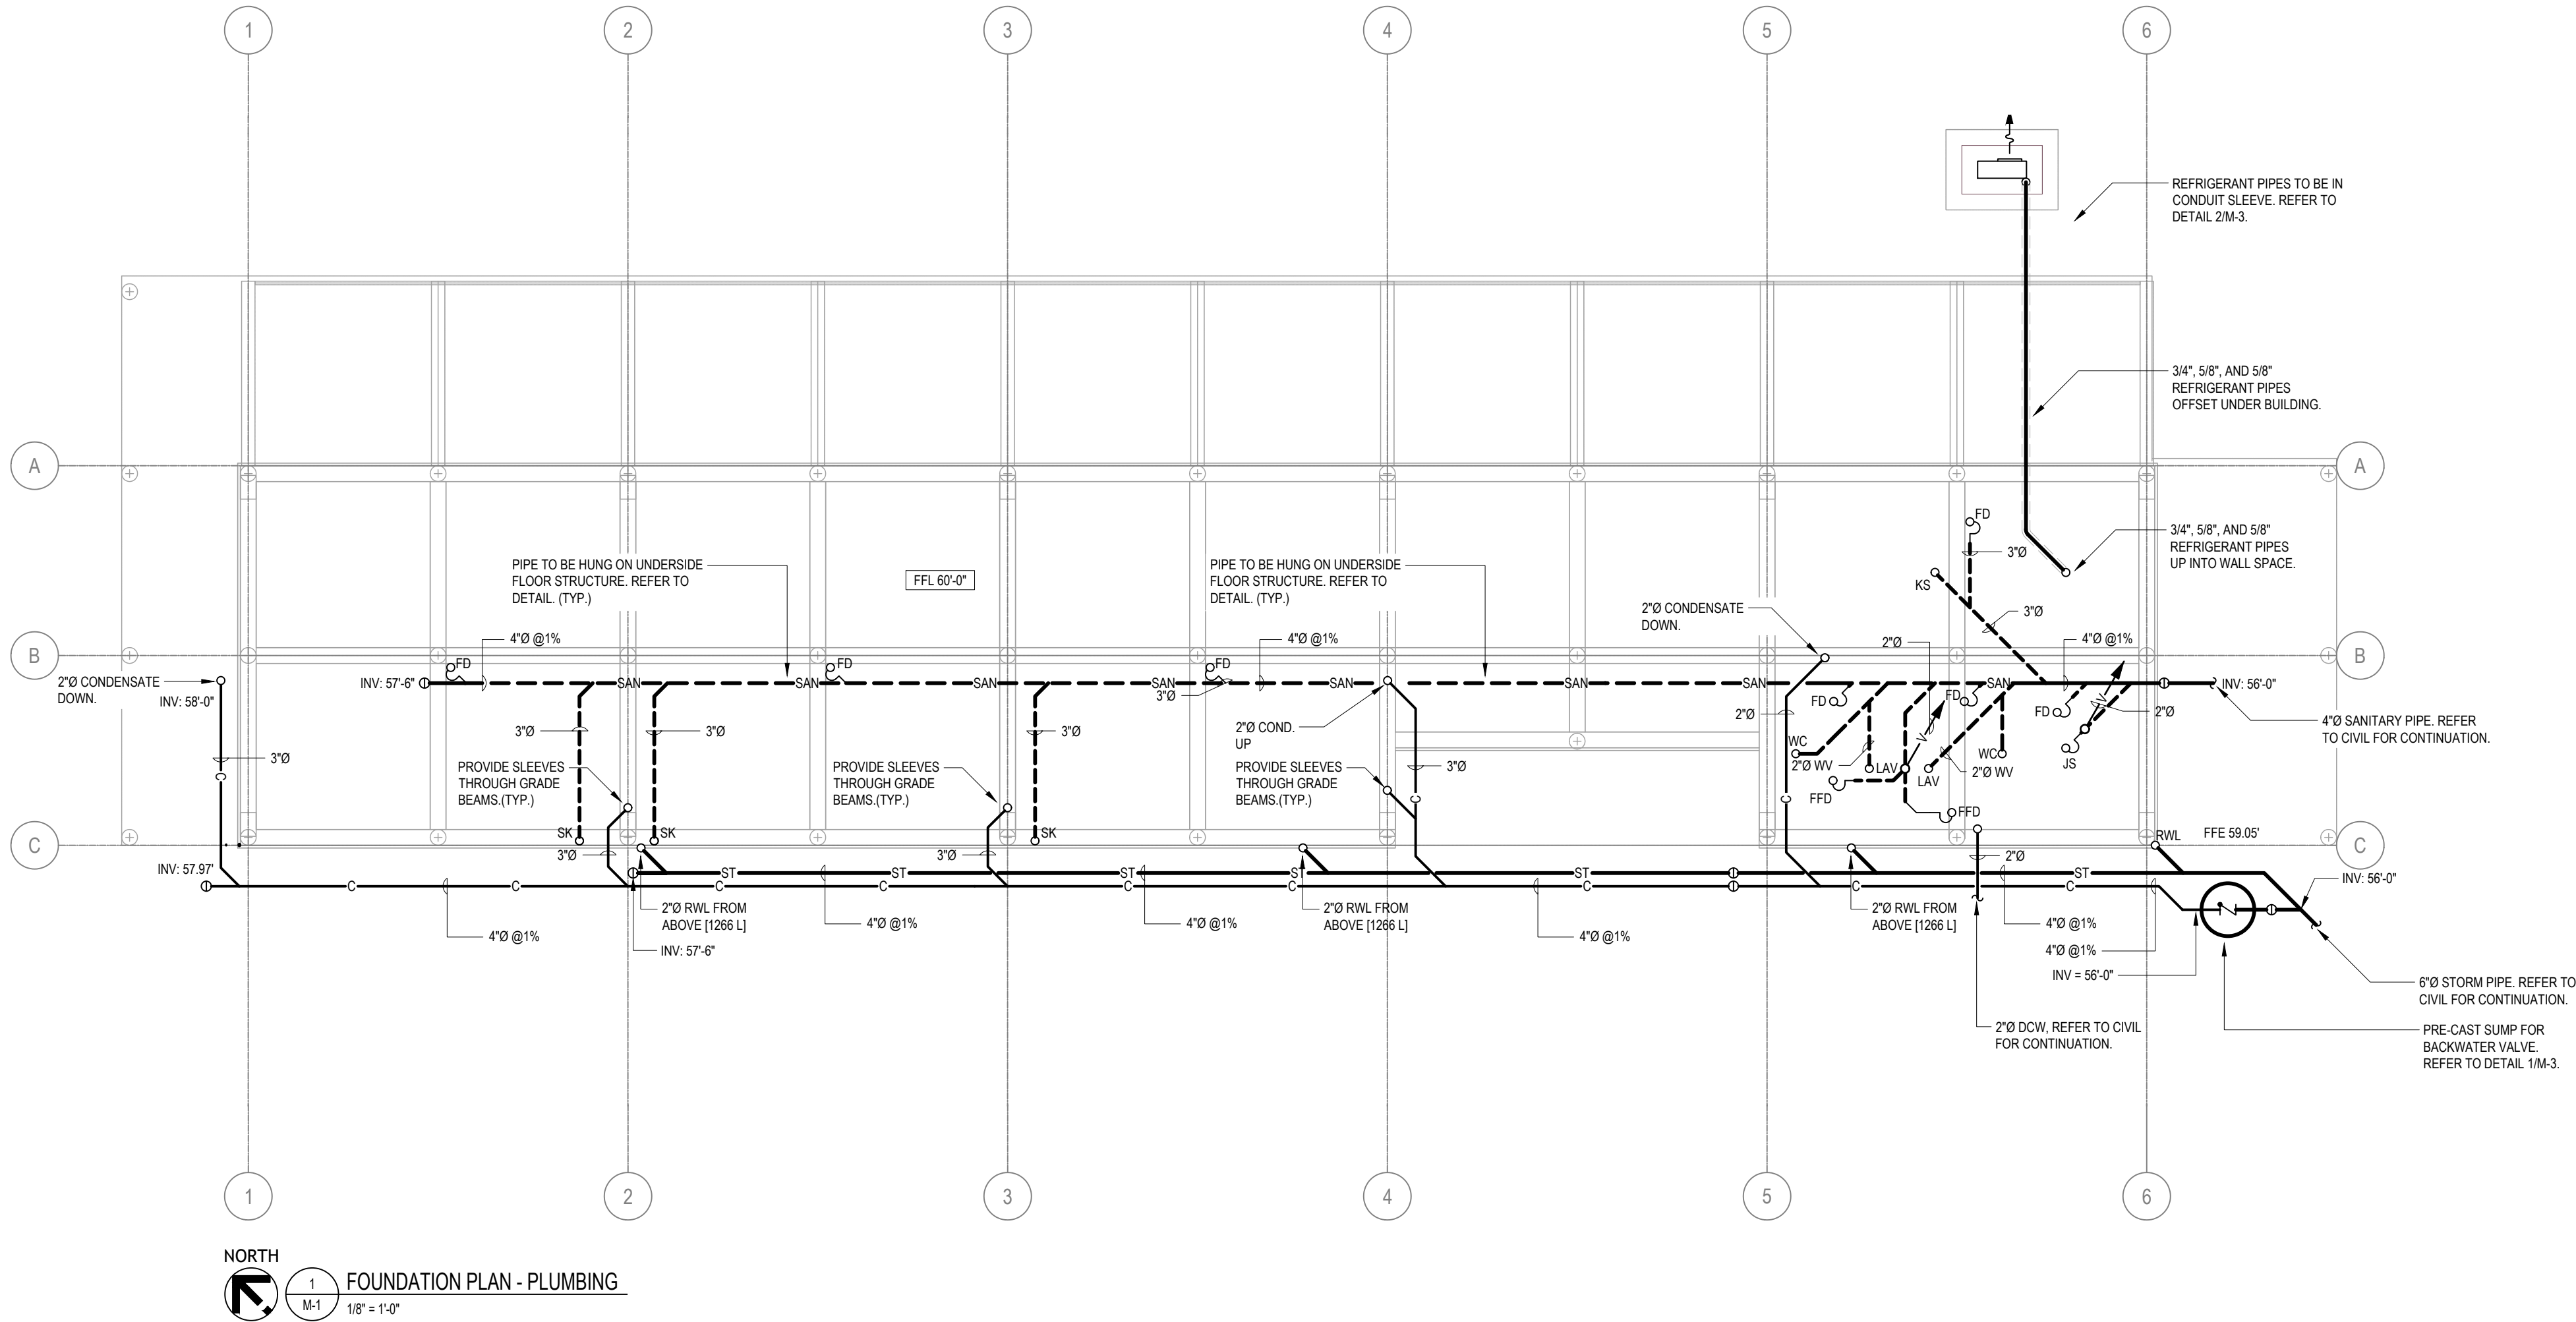 1
2
3
4
5
6
REFRIGERANT PIPES TO BE IN
CONDUIT SLEEVE. REFER TO
DETAIL 2/M-3.
3/4", 5/8", AND 5/8"
REFRIGERANT PIPES
OFFSET UNDER BUILDING.
A
A
FD
3/4", 5/8", AND 5/8"
REFRIGERANT PIPES
UP INTO WALL SPACE.
3"Ø
PIPE TO BE HUNG ON UNDERSIDE
FLOOR STRUCTURE. REFER TO
DETAIL. (TYP.)
FFL 60'-0"
PIPE TO BE HUNG ON UNDERSIDE
FLOOR STRUCTURE. REFER TO
DETAIL. (TYP.)
KS
2"Ø CONDENSATE
DOWN.
3"Ø
4"Ø @1%
4"Ø @1%
2"Ø
4"Ø @1%
B
B
FD
FD
FD
2"Ø CONDENSATE
DOWN.
INV: 58'-0"
INV: 57'-6"
SAN
SAN
SAN
SAN
3"Ø
SAN
SAN
SAN
SAN
INV: 56'-0"
FD
FD
FD
V
2"Ø
2"Ø
4"Ø SANITARY PIPE. REFER
TO CIVIL FOR CONTINUATION.
3"Ø
3"Ø
3"Ø
2"Ø COND.
UP
V
WC
WC
JS
3"Ø
C
PROVIDE SLEEVES
THROUGH GRADE
BEAMS.(TYP.)
PROVIDE SLEEVES
THROUGH GRADE
BEAMS.(TYP.)
PROVIDE SLEEVES
THROUGH GRADE
BEAMS.(TYP.)
3"Ø
C
C
2"Ø WV
LAV
LAV
2"Ø WV
FFD
FFD
SK
SK
SK
RWL
FFE 59.05'
C
C
3"Ø
3"Ø
2"Ø
INV: 57.97'
ST
ST
ST
ST
ST
ST
INV: 56'-0"
C
C
C
C
C
C
C
C
C
2"Ø RWL FROM
ABOVE [1266 L]
2"Ø RWL FROM
ABOVE [1266 L]
2"Ø RWL FROM
ABOVE [1266 L]
4"Ø @1%
4"Ø @1%
4"Ø @1%
4"Ø @1%
4"Ø @1%
4"Ø @1%
INV: 57'-6"
INV = 56'-0"
6"Ø STORM PIPE. REFER TO
CIVIL FOR CONTINUATION.
2"Ø DCW, REFER TO CIVIL
FOR CONTINUATION.
PRE-CAST SUMP FOR
BACKWATER VALVE.
REFER TO DETAIL 1/M-3.
1
2
3
4
5
6
NORTH
1
M-1
FOUNDATION PLAN - PLUMBING
1/8" = 1'-0"